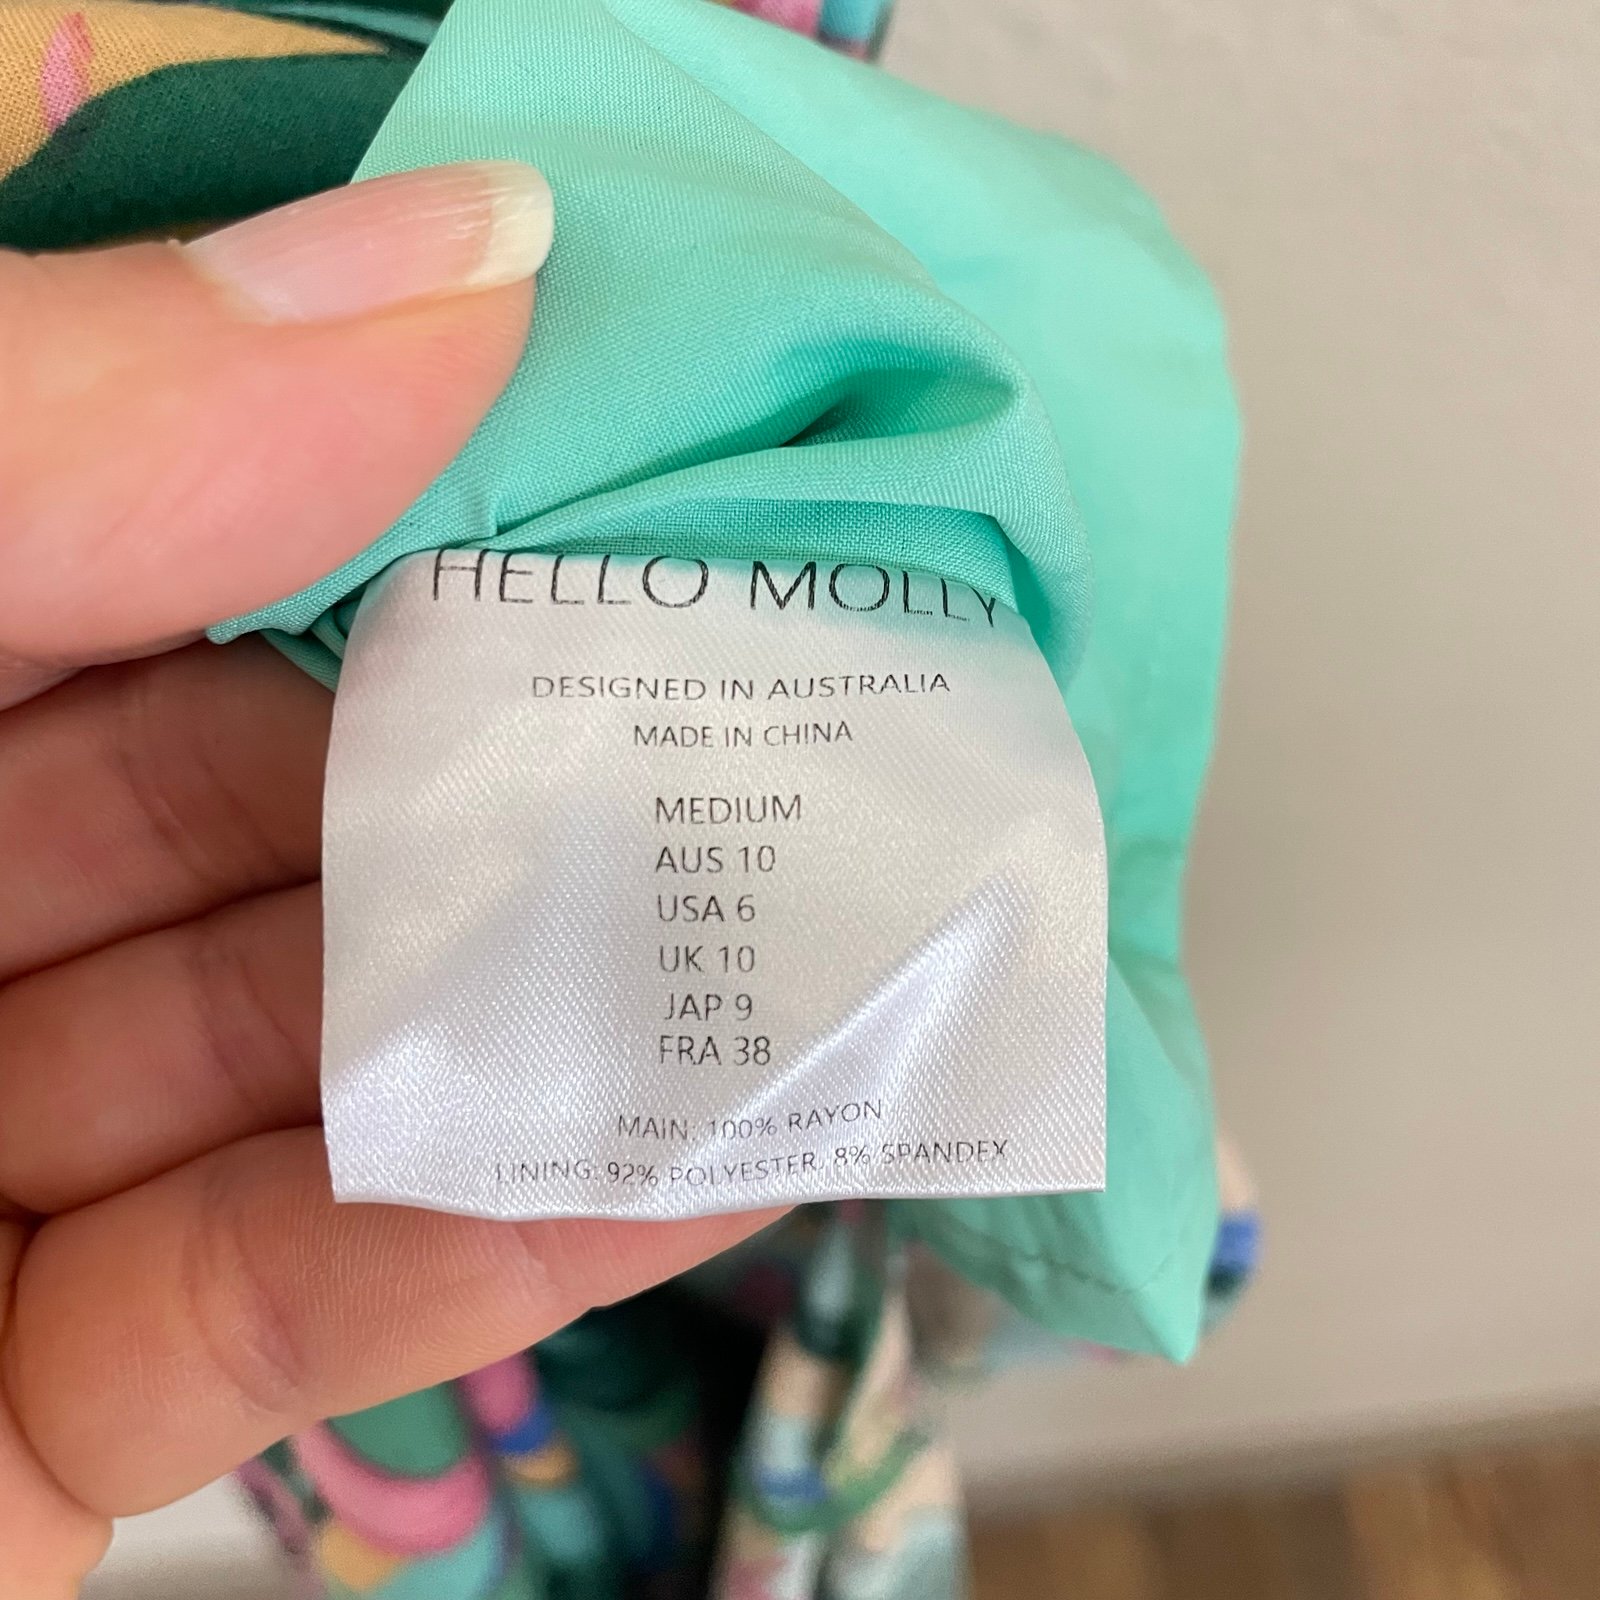 HELLO MOLLY
DESIGNED IN AUSTRALIA
MADE IN CHINA
MEDIUM
AUS 10
USA 6
UK 10
JAP 9
FRA 38
MAIN: 100% RAYON
LINING: 92% POLYESTER, 8% SPANDEX